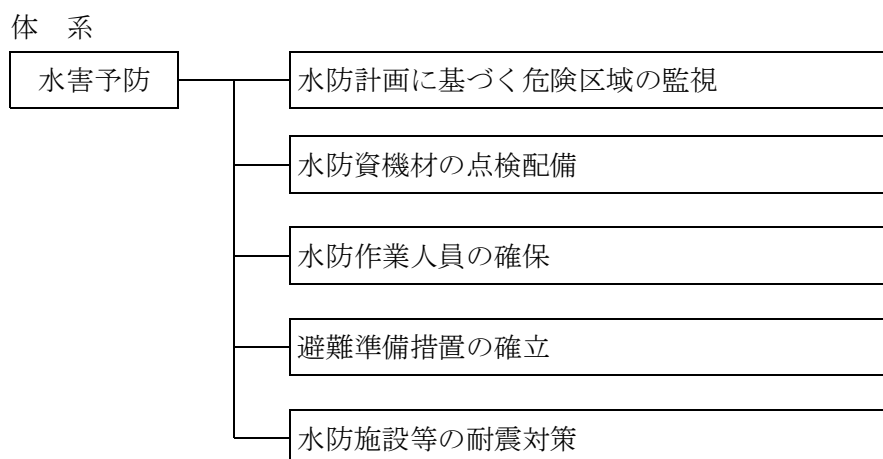 体　系
水害予防
水防計画に基づく危険区域の監視
水防資機材の点検配備
水防作業人員の確保
避難準備措置の確立
水防施設等の耐震対策